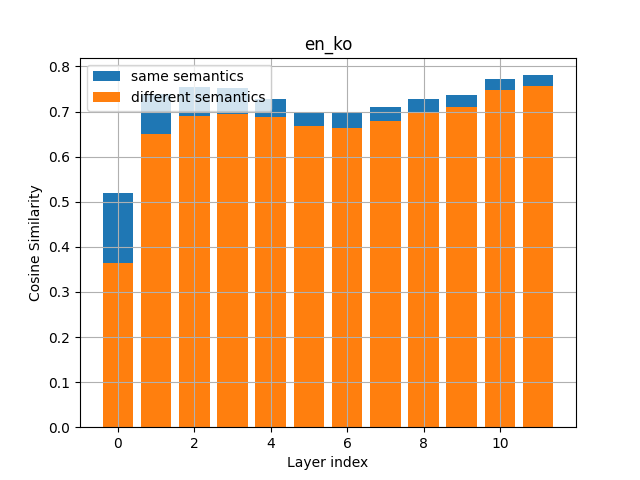 en_ko
same semantics
different semantics
Cosine Similarity
0.8
0.7
0.6
0.5
0.4
0.3
0.2
0.1
0.0
0 2 4 6 8 10
Layer index